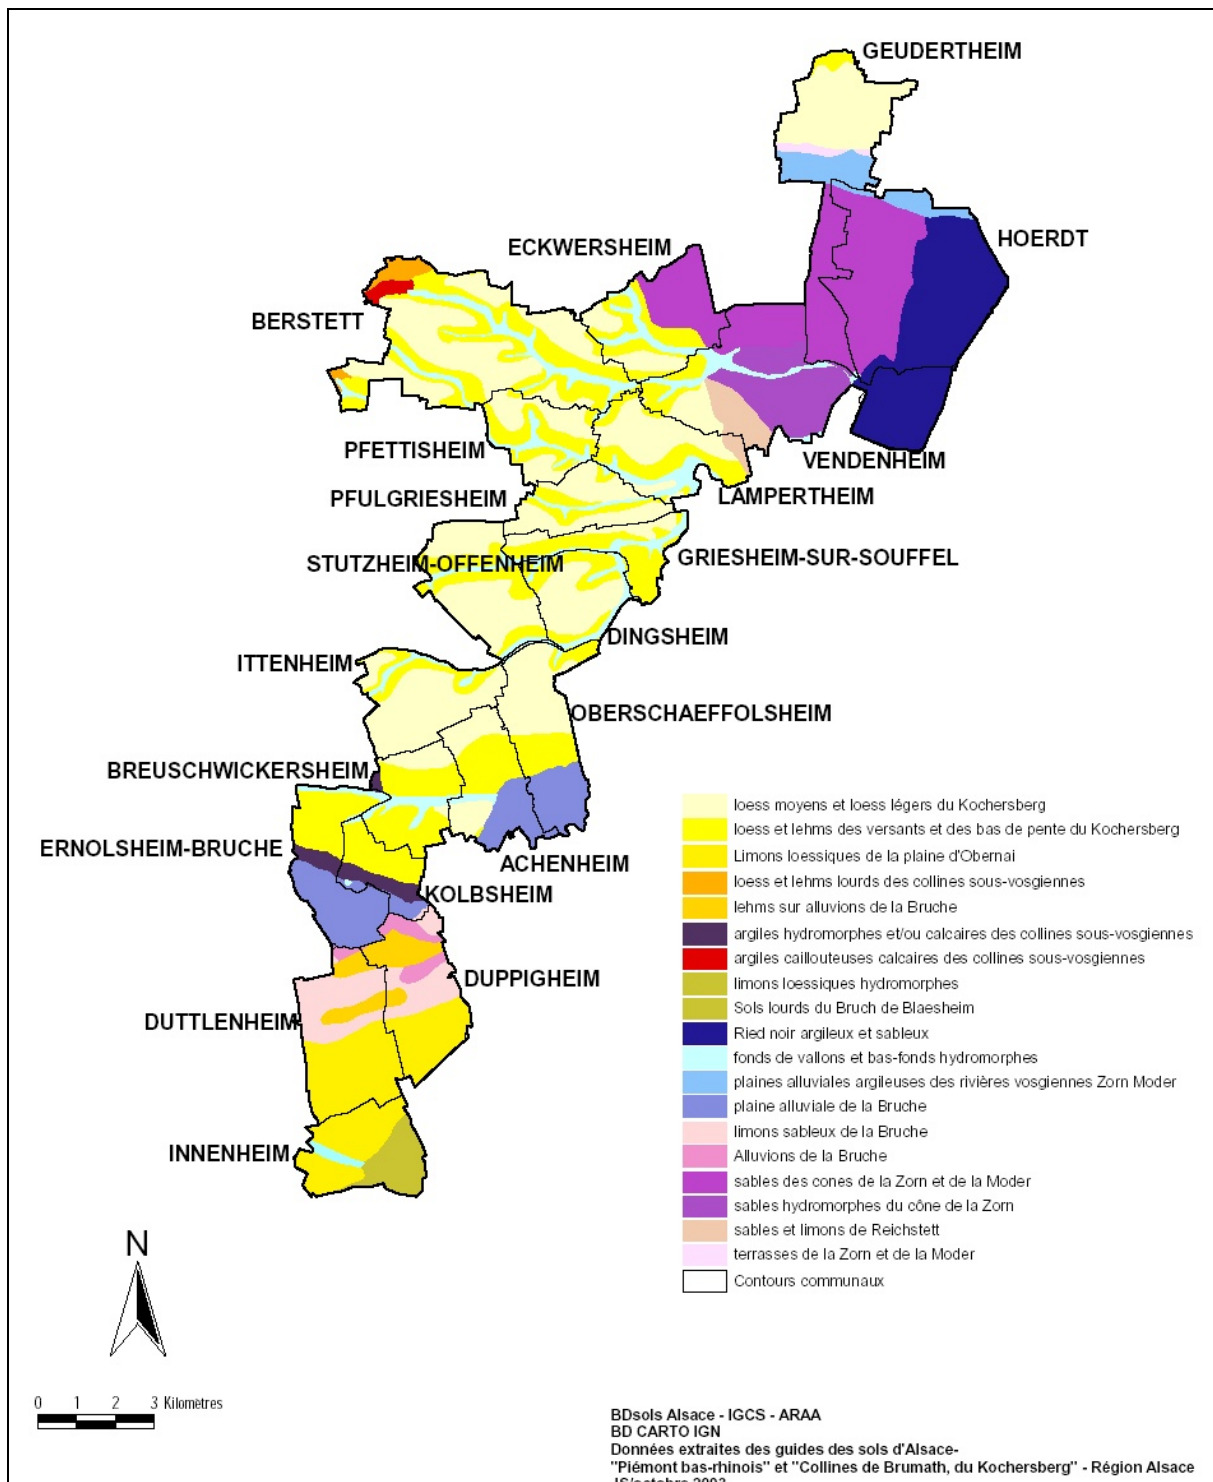 GEUDERTHEIM
HOERDT
ECKWERSHEIM
BERSTETT
PFETTISHEIM
VENDENHEIM
PFULGRIESHEIM
LAMPERTHEIM
STUTZHEIM-OFFENHEIM
GRIESHEIM-SUR-SOUFFEL
DINGSHEIM
ITTENHEIM
OBERSCHAEFFOLSHEIM
BREUSCHWICKERSHEIM
ERNOLSHEIM-BRUCHE
ACHENHEIM
KOLBSHEIM
DUPPIGHEIM
DUTTLENHEIM
INNENHEIM
loess moyens et loess légers du Kochersberg
loess et lehms des versants et des bas de pente du Kochersberg
Limons loessiques de la plaine d'Obernai
loess et lehms lourds des collines sous-vosgiennes
lehms sur alluvions de la Bruche
argiles hydromorphes et/ou calcaires des collines sous-vosgiennes
argiles caillouteuses calcaires des collines sous-vosgiennes
limons loessiques hydromorphes
Sols lourds du Bruch de Blaesheim
Ried noir argileux et sableux
fonds de vallons et bas-fonds hydromorphes
plaines alluviales argileuses des rivières vosgiennes Zorn Moder
plaine alluviale de la Bruche
limons sableux de la Bruche
Alluvions de la Bruche
sables des cones de la Zorn et de la Moder
sables hydromorphes du cône de la Zorn
sables et limons de Reichstett
terrasses de la Zorn et de la Moder
Contours communaux
N
0 1 2 3 Kilomètres
BDsols Alsace - IGCS - ARAA
BD CARTO IGN
Données extraites des guides des sols d'Alsace-
"Piémont bas-rhinois" et "Collines de Brumath, du Kochersberg" - Région Alsace